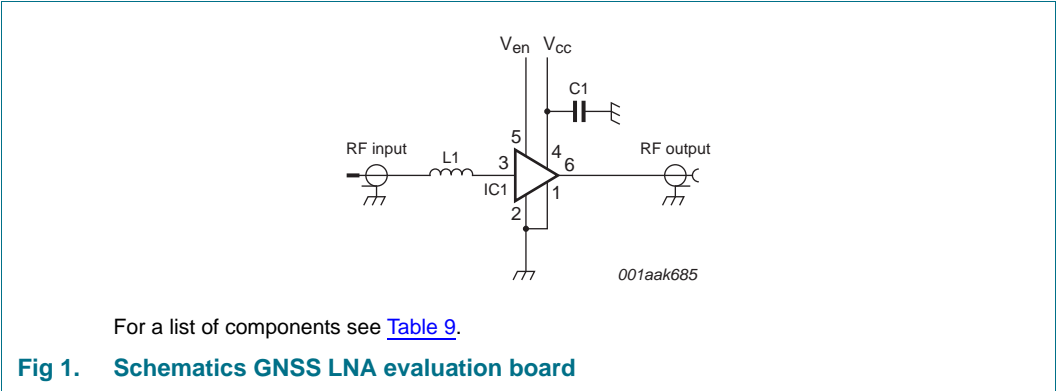 Ven Vcc
C1
RF input
L1
5
3
4
6
RF output
IC1
1
2
001aak685
For a list of components see Table 9.
Fig 1. Schematics GNSS LNA evaluation board